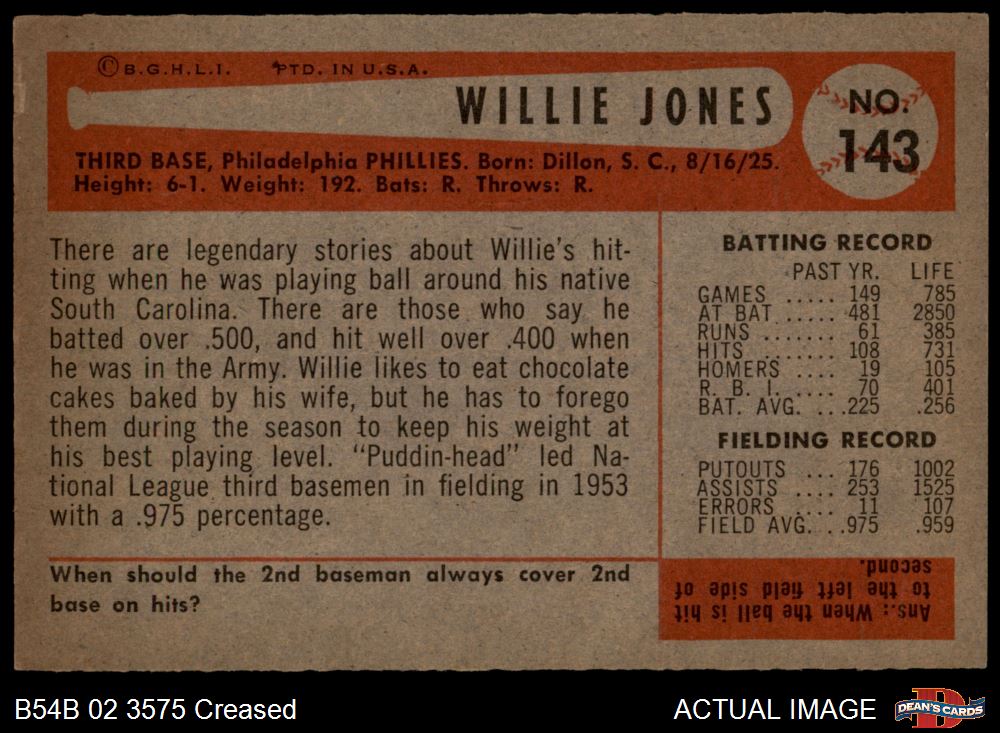 © B.G.H.L.I. PTD. IN U.S.A.
WILLIE JONES
NO.
143
THIRD BASE, Philadelphia PHILLIES. Born: Dillon, S. C., 8/16/25.
Height: 6-1. Weight: 192. Bats: R. Throws: R.
There are legendary stories about Willie's hit-
ting when he was playing ball around his native
South Carolina. There are those who say he
batted over .500, and hit well over .400 when
he was in the Army. Willie likes to eat chocolate
cakes baked by his wife, but he has to forego
them during the season to keep his weight at
his best playing level. "Puddin-head" led Na-
tional League third basemen in fielding in 1953
with a .975 percentage.
BATTING RECORD
PAST YR. LIFE
GAMES ..... 149 785
AT BAT ..... 481 2850
RUNS ....... 61 385
HITS ....... 108 731
HOMERS .... 19 105
R. B. I. .... 70 401
BAT. AVG. ... .225 .256
FIELDING RECORD
PUTOUTS ... 176 1002
ASSISTS .... 253 1525
ERRORS .... 11 107
FIELD AVG. . .975 .959
When should the 2nd baseman always cover 2nd
base on hits?
Ans.: When the ball is hit
to the left field side of
second.
B54B 02 3575 Creased
ACTUAL IMAGE
DEAN'S CARDS